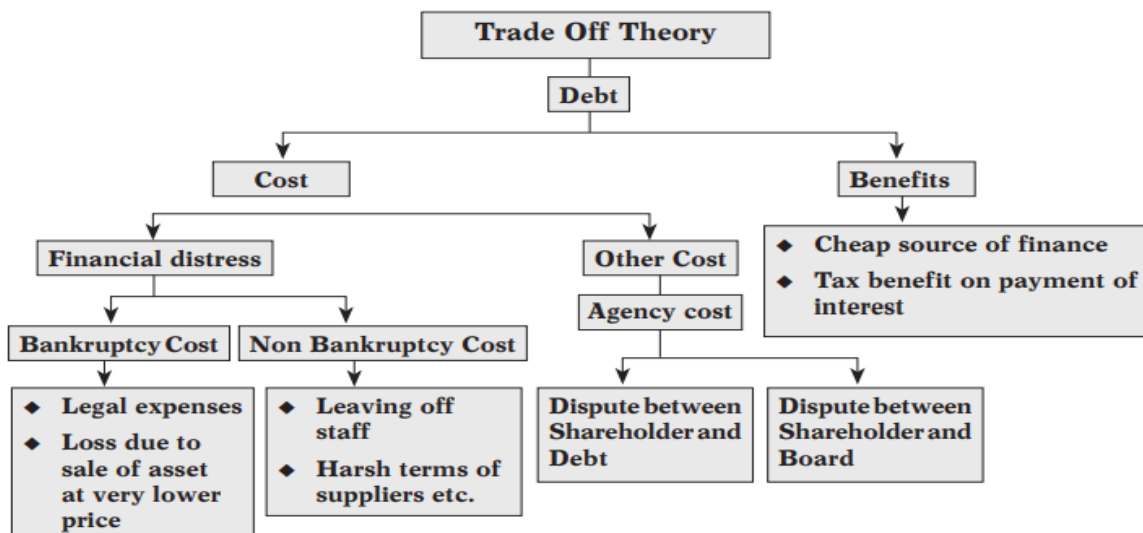 Trade Off Theory
Debt
Cost
Benefits
Financial distress
Other Cost
◆ Cheap source of finance
◆ Tax benefit on payment of
interest
Agency cost
Bankruptcy Cost
Non Bankruptcy Cost
◆ Legal expenses
◆ Loss due to
sale of asset
at very lower
price
◆ Leaving off
staff
◆ Harsh terms of
suppliers etc.
Dispute between
Shareholder and
Debt
Dispute between
Shareholder and
Board